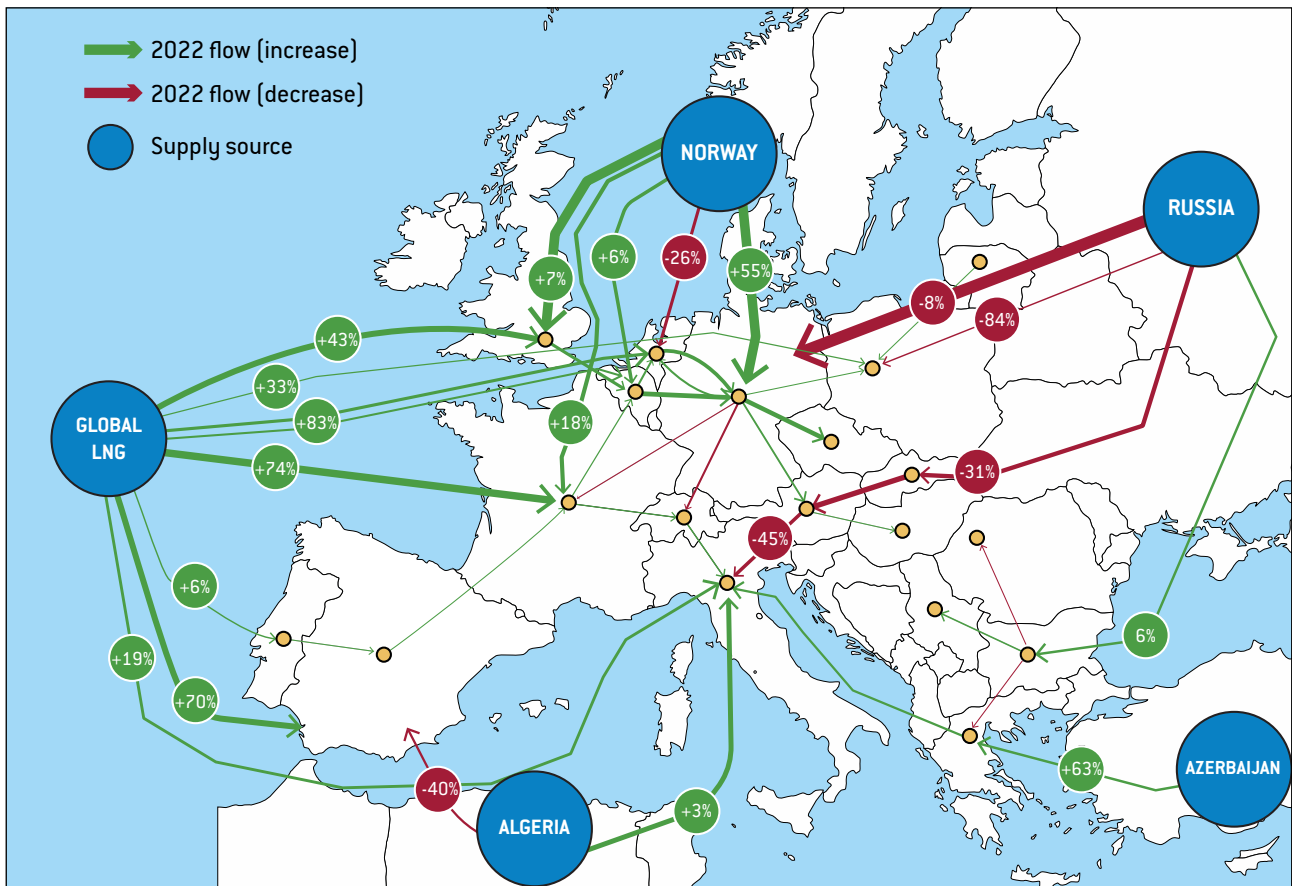 2022 flow (increase)
2022 flow (decrease)
Supply source
NORWAY
RUSSIA
+6%
-26%
+7%
+55%
-8%
-84%
+43%
+33%
+83%
+18%
GLOBAL
LNG
+74%
-31%
-45%
+6%
6%
+19%
+70%
+63%
AZERBAIJAN
-40%
+3%
ALGERIA